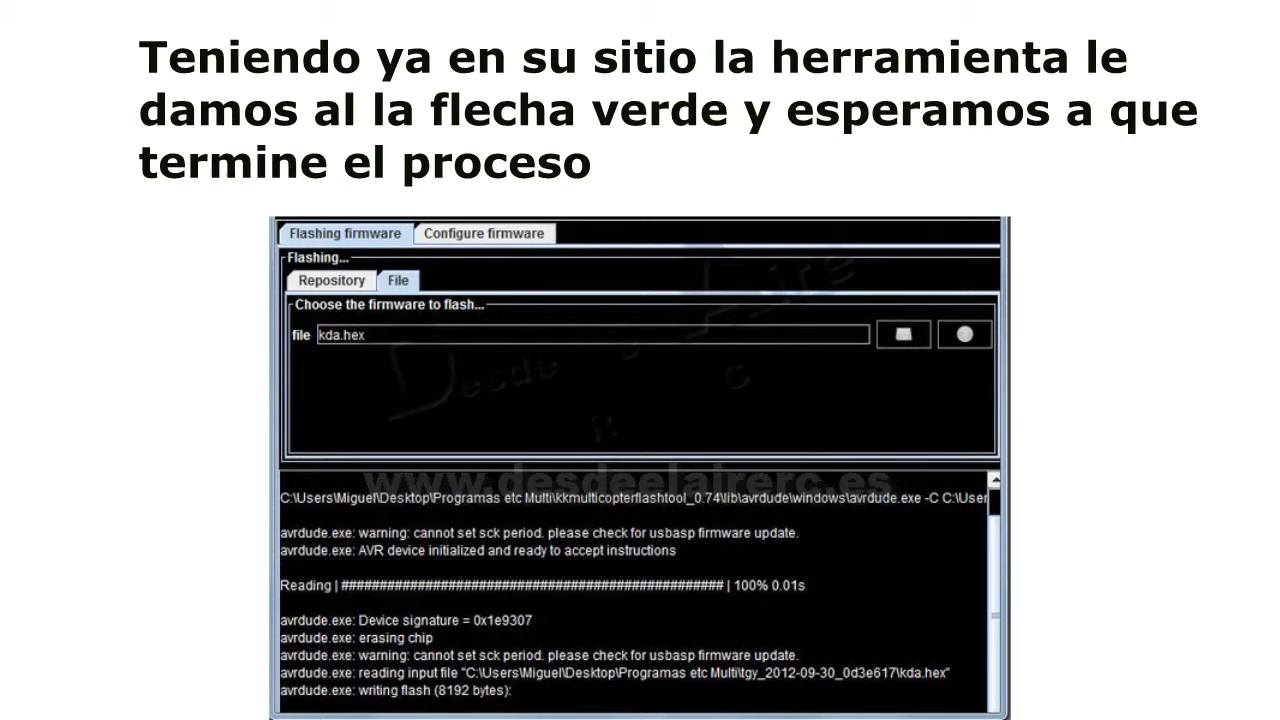 Teniendo ya en su sitio la herramienta le
damos al la flecha verde y esperamos a que
termine el proceso
Flashing firmware Configure firmware
Flashing...
Repository File
Choose the firmware to flash...
file kda.hex
Desde el Aire
rc
www.desdeelairerc.es
C:\Users\Miguel\Desktop\Programas etc Multi\kkmulticopterflashtool_0.74\lib\avrdude\windows\avrdude.exe -C C:\User
avrdude.exe: warning: cannot set sck period. please check for usbasp firmware update.
avrdude.exe: AVR device initialized and ready to accept instructions
Reading | ################################################## | 100% 0.01s
avrdude.exe: Device signature = 0x1e9307
avrdude.exe: erasing chip
avrdude.exe: warning: cannot set sck period. please check for usbasp firmware update.
avrdude.exe: reading input file "C:\Users\Miguel\Desktop\Programas etc Multi\tgy_2012-09-30_0d3e617\kda.hex"
avrdude.exe: writing flash (8192 bytes):